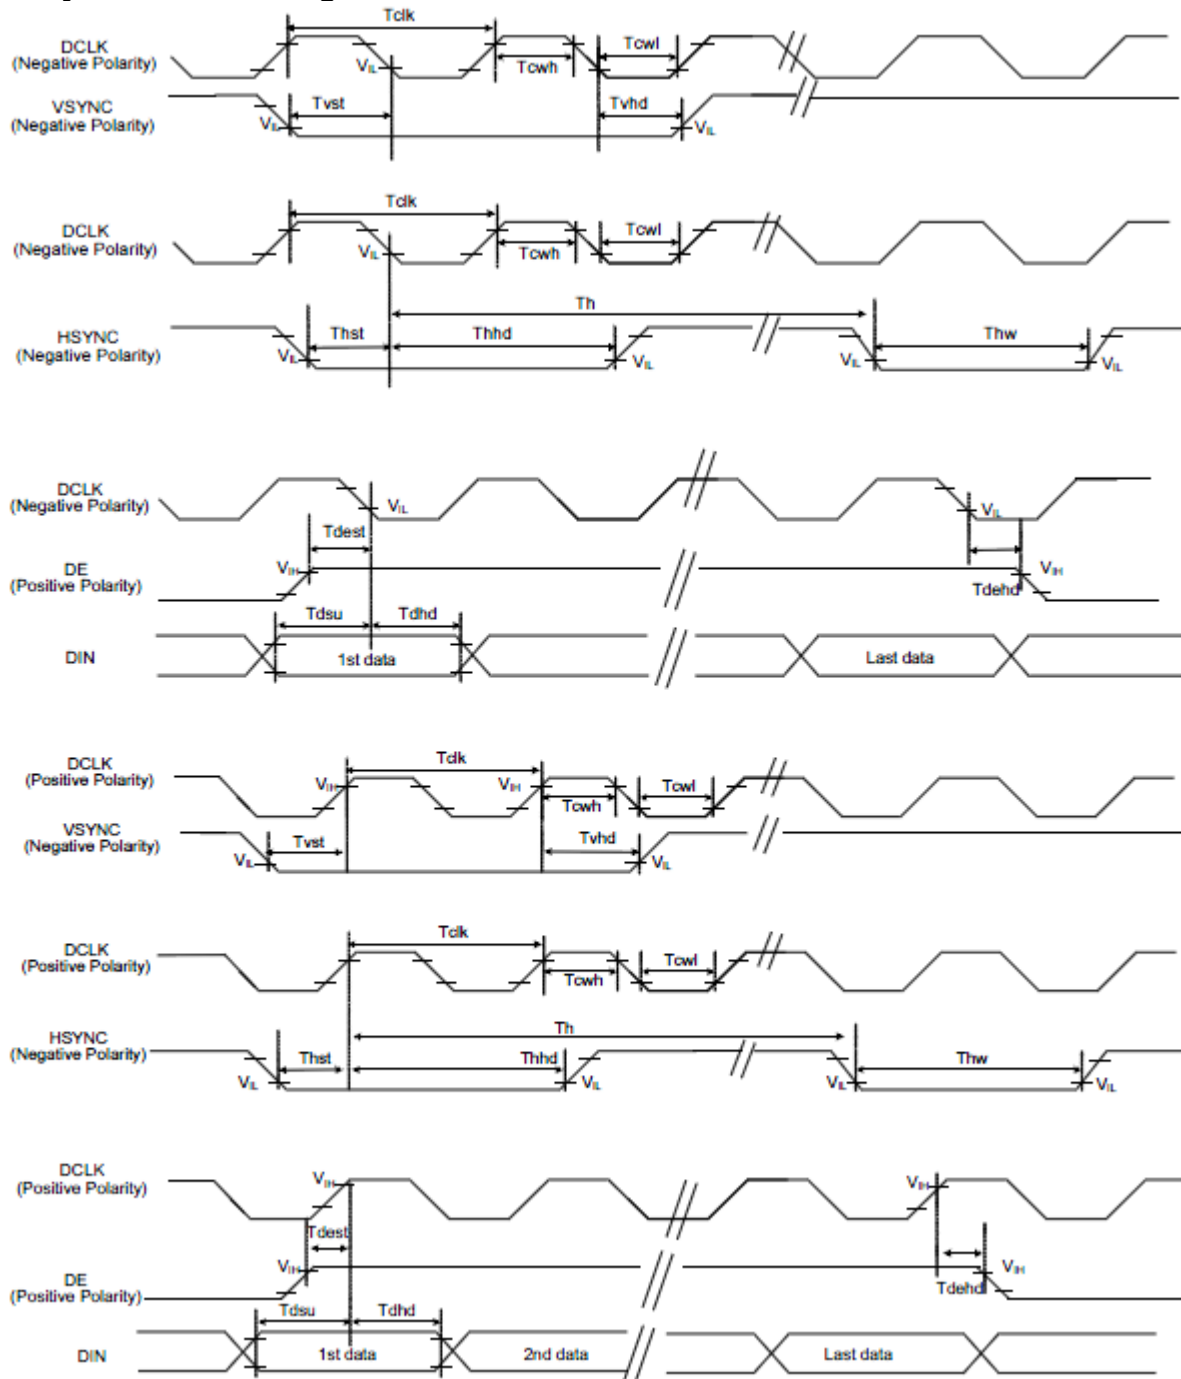 Tclk
DCLK
(Negative Polarity)
Tcwl
VIL
Tcwh
VSYNC
(Negative Polarity)
Tvst
Tvhd
VIL
VIL
Tclk
DCLK
(Negative Polarity)
Tcwl
VIL
Tcwh
Th
HSYNC
(Negative Polarity)
Thst
Thhd
Thw
VIL
VIL
VIL
VIL
DCLK
(Negative Polarity)
VIL
VIL
Tdest
DE
(Positive Polarity)
VIH
VIH
Tdehd
Tdsu
Tdhd
DIN
1st data
Last data
DCLK
(Positive Polarity)
Tclk
VIH
VIH
Tcwl
Tcwh
VSYNC
(Negative Polarity)
Tvst
Tvhd
VIL
VIL
DCLK
(Positive Polarity)
Tclk
Tcwh
Tcwl
HSYNC
(Negative Polarity)
Th
Thst
Thhd
Thw
VIL
VIL
VIL
VIL
DCLK
(Positive Polarity)
VIH
VIH
Tdest
DE
(Positive Polarity)
VIH
VIH
Tdehd
Tdsu
Tdhd
DIN
1st data
2nd data
Last data